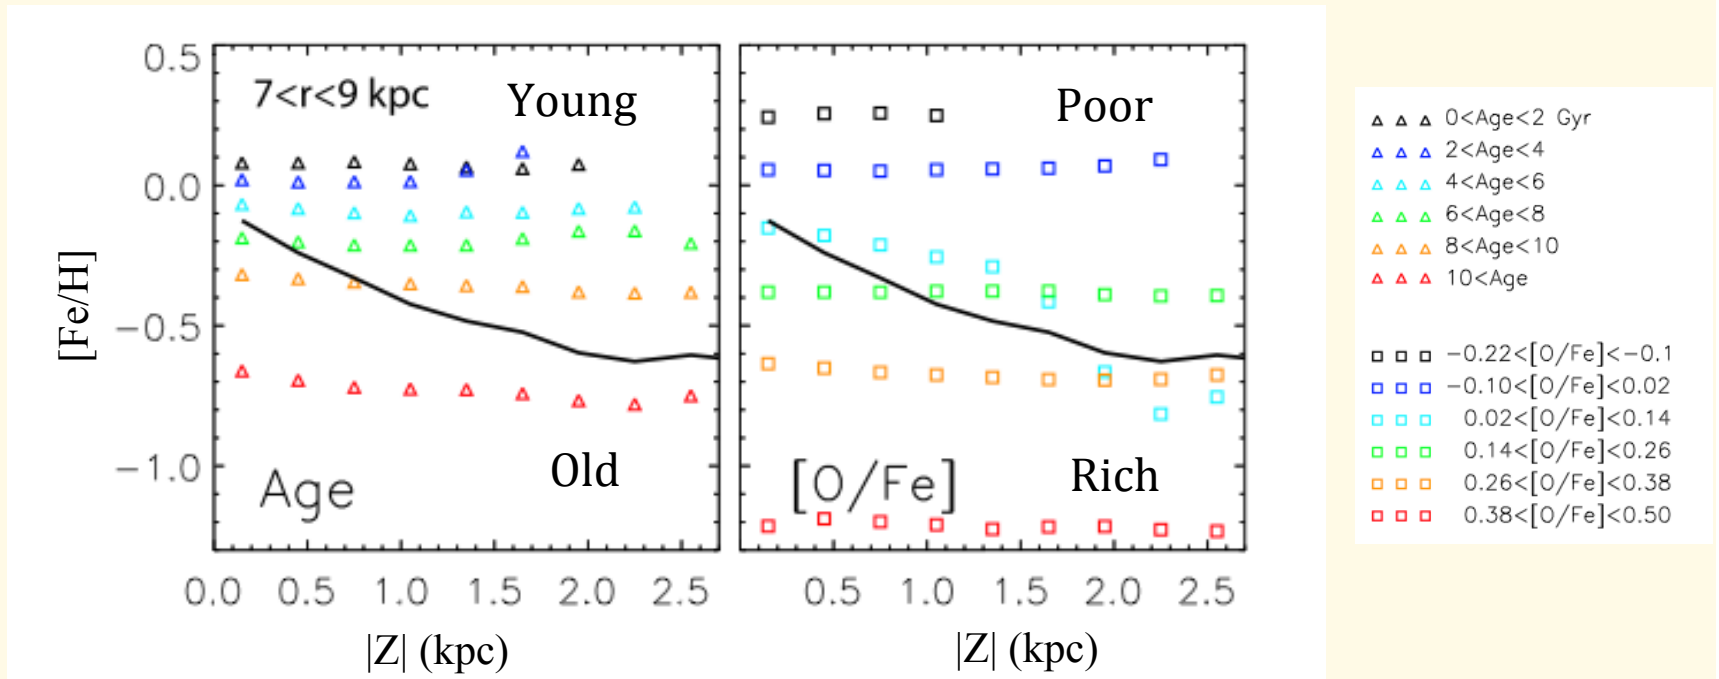 7<r<9 kpc
Young
Old
Age
Poor
Rich
[O/Fe]
[Fe/H]
0.5
0.0
−0.5
−1.0
0.0 0.5 1.0 1.5 2.0 2.5
0.5 1.0 1.5 2.0 2.5
|Z| (kpc)
|Z| (kpc)
0<Age<2 Gyr
2<Age<4
4<Age<6
6<Age<8
8<Age<10
10<Age
−0.22<[O/Fe]<−0.1
−0.10<[O/Fe]<0.02
0.02<[O/Fe]<0.14
0.14<[O/Fe]<0.26
0.26<[O/Fe]<0.38
0.38<[O/Fe]<0.50